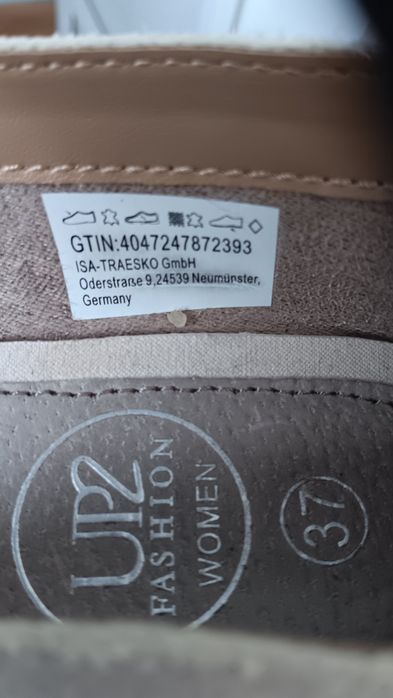 GTIN:4047247872393
ISA-TRAESKO GmbH
Oderstraße 9,24539 Neumünster,
Germany
UP2
FASHION
WOMEN
37